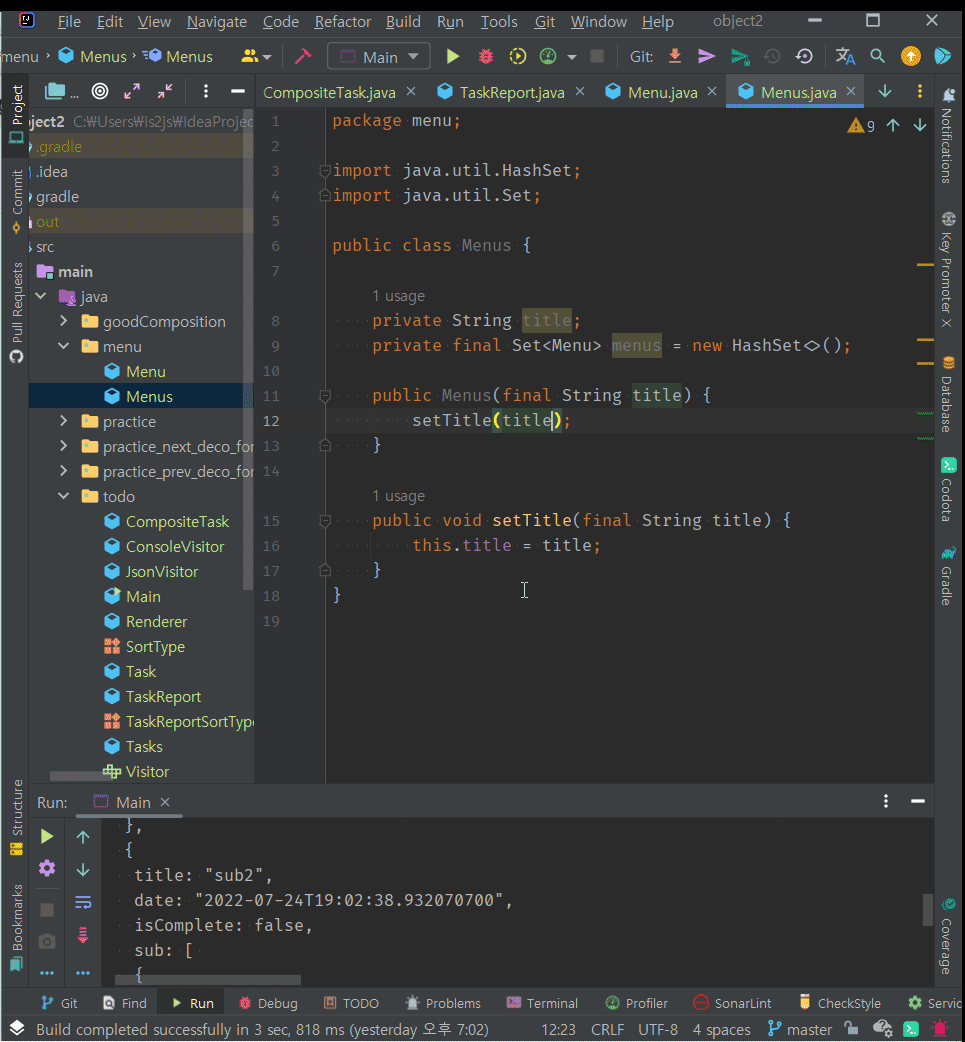 File Edit View Navigate Code Refactor Build Run Tools Git Window Help object2
menu Menus Menus Main Git:
Project
...
CompositeTask.java TaskReport.java Menu.java Menus.java
ject2 C:₩Users₩is2js₩IdeaProjec
.gradle
.idea
gradle
out
src
main
java
goodComposition
menu
Menu
Menus
practice
practice_next_deco_for
practice_prev_deco_for
todo
CompositeTask
ConsoleVisitor
JsonVisitor
Main
Renderer
SortType
Task
TaskReport
TaskReportSortType
Tasks
Visitor
Commit
Pull Requests
Structure
Bookmarks
9
1 package menu;
2
3 import java.util.HashSet;
4 import java.util.Set;
5
6 public class Menus {
7
1 usage
8 private String title;
9 private final Set<Menu> menus = new HashSet<>();
10
11 public Menus(final String title) {
12 setTitle(title);
13 }
14
1 usage
15 public void setTitle(final String title) {
16 this.title = title;
17 }
18 }
19
Notifications
Key Promoter X
Database
Codota
Gradle
Coverage
Run: Main
},
{
title: "sub2",
date: "2022-07-24T19:02:38.932070700",
isComplete: false,
sub: [
{
Git Find Run Debug TODO Problems Terminal Profiler SonarLint CheckStyle Servic
Build completed successfully in 3 sec, 818 ms (yesterday 오후 7:02) 12:23 CRLF UTF-8 4 spaces master